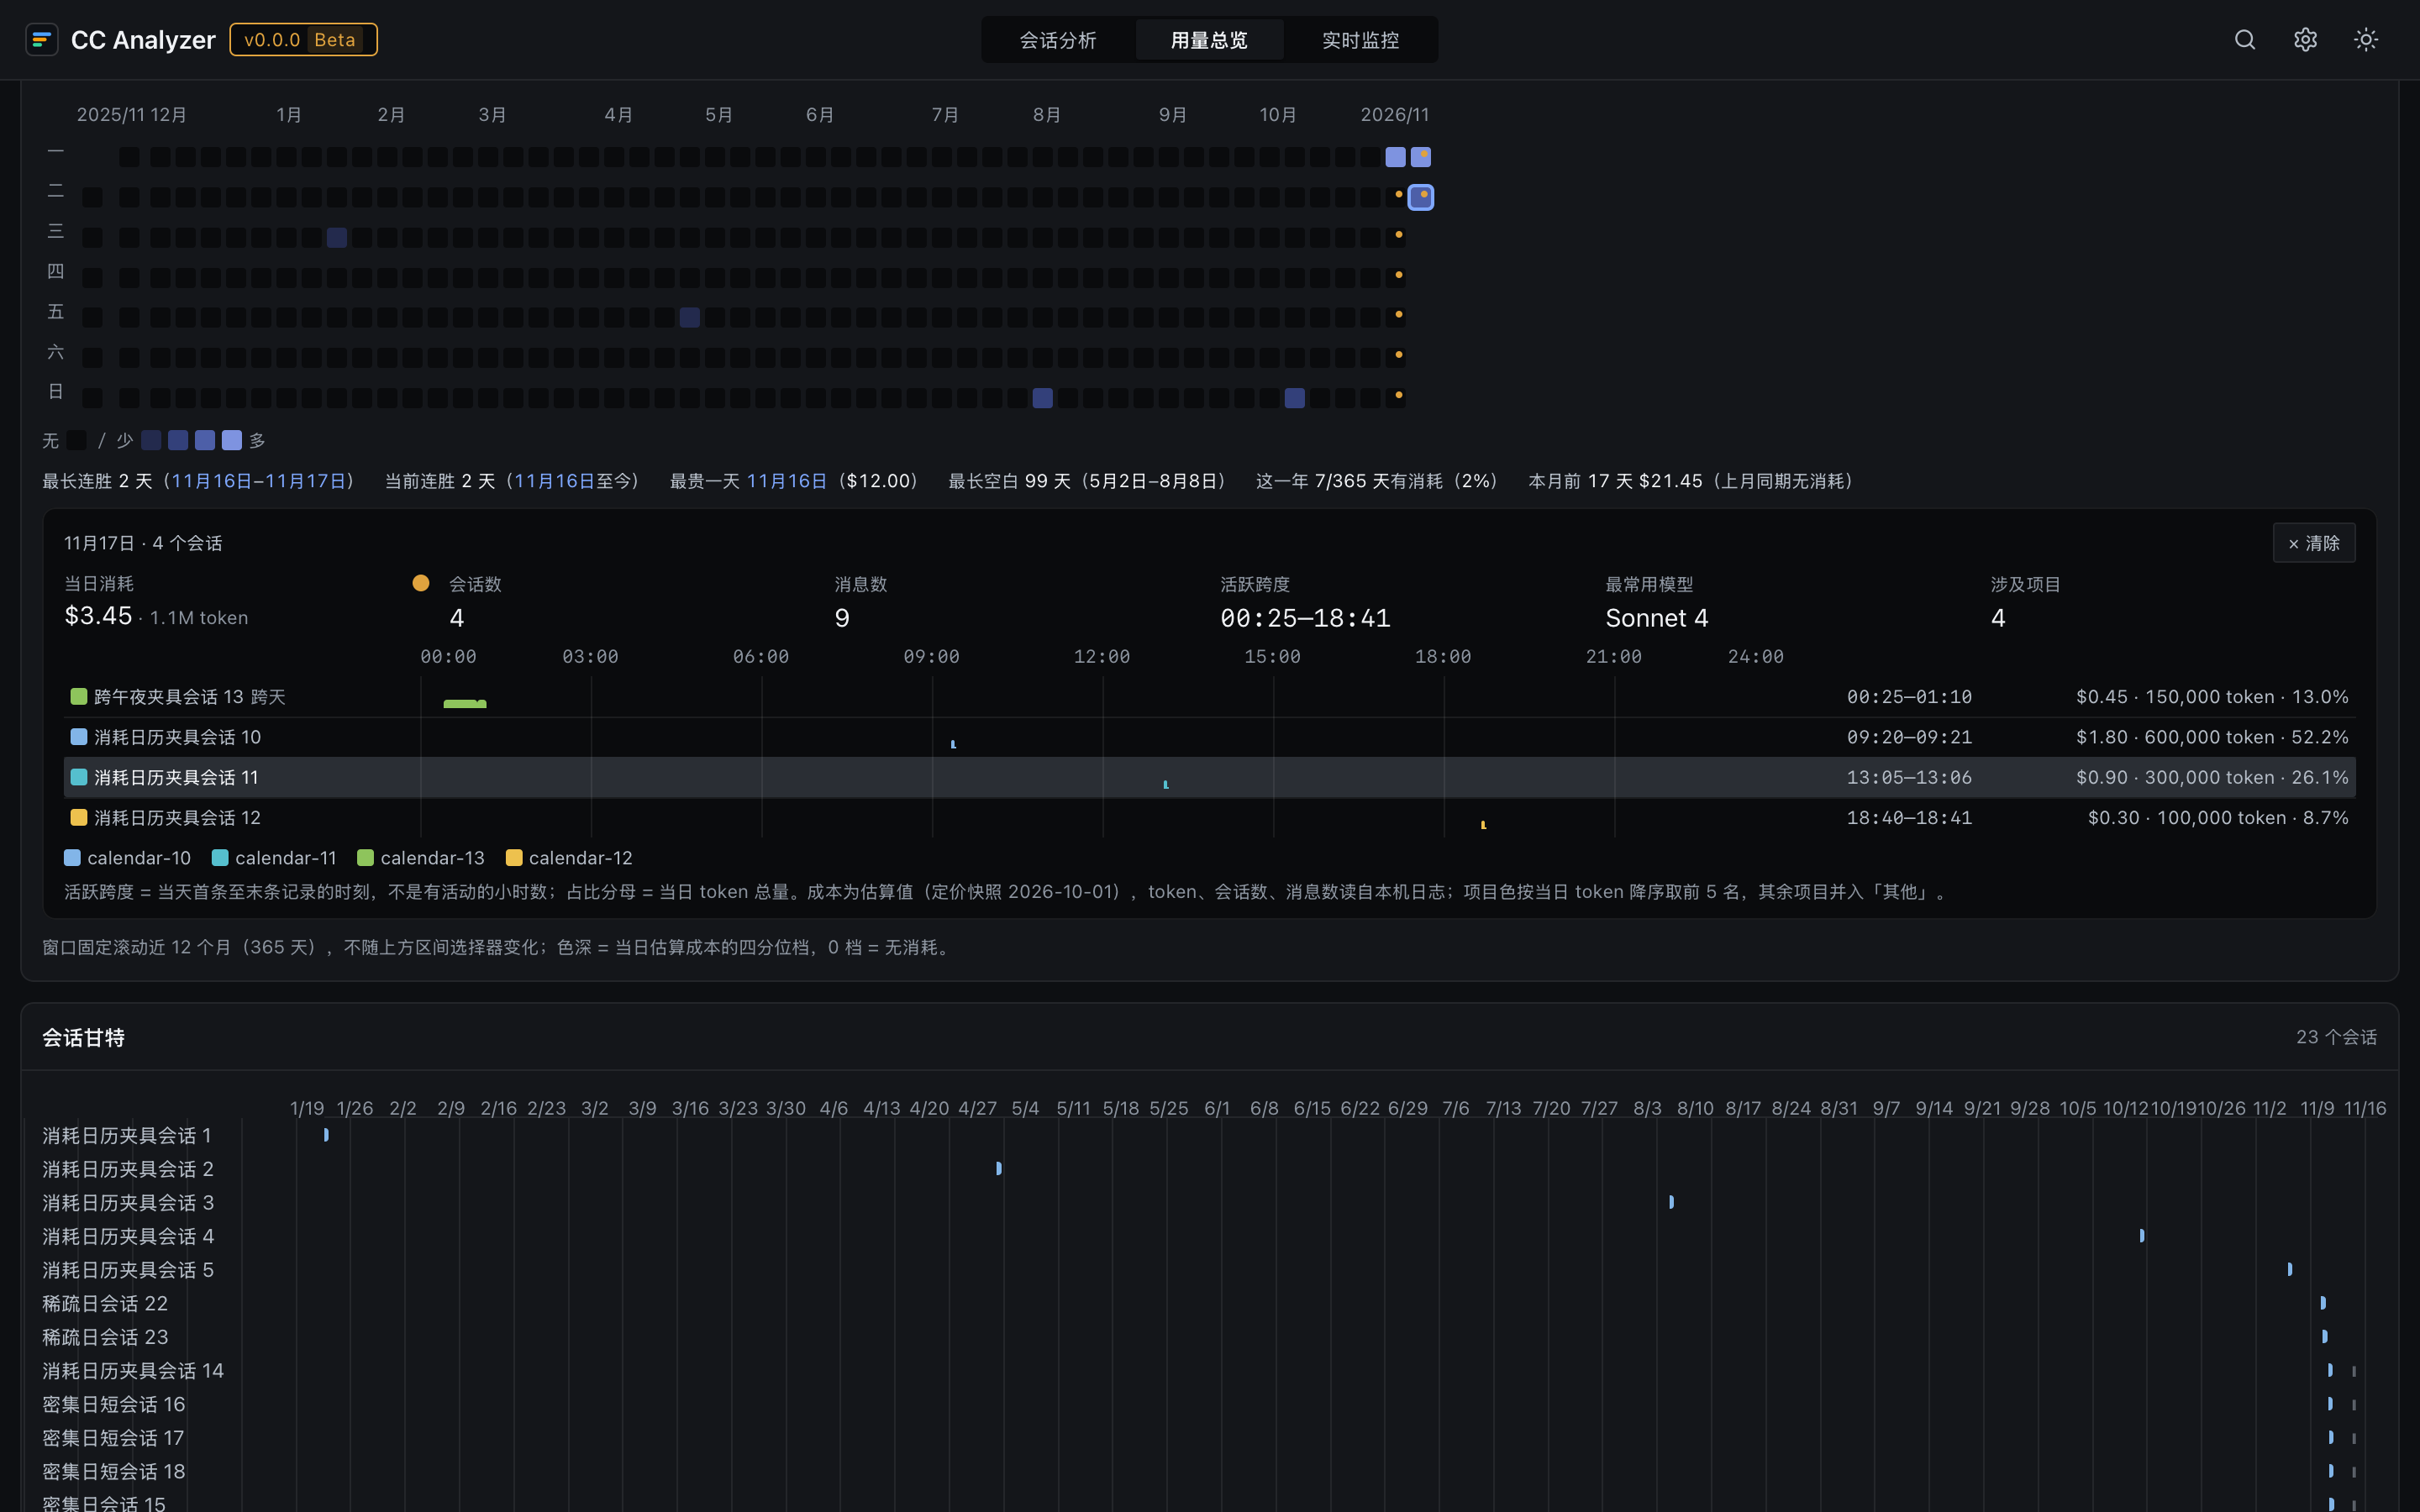 CC Analyzer v0.0.0 Beta 会话分析 用量总览 实时监控
2025/11 12月 1月 2月 3月 4月 5月 6月 7月 8月 9月 10月 2026/11
一
二
三
四
五
六
日
无 / 少 多
最长连胜 2 天（11月16日–11月17日） 当前连胜 2 天（11月16日至今） 最贵一天 11月16日（$12.00） 最长空白 99 天（5月2日–8月8日） 这一年 7/365 天有消耗（2%） 本月前 17 天 $21.45（上月同期无消耗）
11月17日 · 4 个会话 × 清除
当日消耗 会话数 消息数 活跃跨度 最常用模型 涉及项目
$3.45 · 1.1M token 4 9 00:25—18:41 Sonnet 4 4
00:00 03:00 06:00 09:00 12:00 15:00 18:00 21:00 24:00
跨午夜夹具会话 13 跨天 00:25—01:10 $0.45 · 150,000 token · 13.0%
消耗日历夹具会话 10 09:20—09:21 $1.80 · 600,000 token · 52.2%
消耗日历夹具会话 11 13:05—13:06 $0.90 · 300,000 token · 26.1%
消耗日历夹具会话 12 18:40—18:41 $0.30 · 100,000 token · 8.7%
calendar-10 calendar-11 calendar-13 calendar-12
活跃跨度 = 当天首条至末条记录的时刻，不是有活动的小时数；占比分母 = 当日 token 总量。成本为估算值（定价快照 2026-10-01），token、会话数、消息数读自本机日志；项目色按当日 token 降序取前 5 名，其余项目并入「其他」。
窗口固定滚动近 12 个月（365 天），不随上方区间选择器变化；色深 = 当日估算成本的四分位档，0 档 = 无消耗。
会话甘特 23 个会话
1/19 1/26 2/2 2/9 2/16 2/23 3/2 3/9 3/16 3/23 3/30 4/6 4/13 4/20 4/27 5/4 5/11 5/18 5/25 6/1 6/8 6/15 6/22 6/29 7/6 7/13 7/20 7/27 8/3 8/10 8/17 8/24 8/31 9/7 9/14 9/21 9/28 10/5 10/12 10/19 10/26 11/2 11/9 11/16
消耗日历夹具会话 1
消耗日历夹具会话 2
消耗日历夹具会话 3
消耗日历夹具会话 4
消耗日历夹具会话 5
稀疏日会话 22
稀疏日会话 23
消耗日历夹具会话 14
密集日短会话 16
密集日短会话 17
密集日短会话 18
密集日会话 15